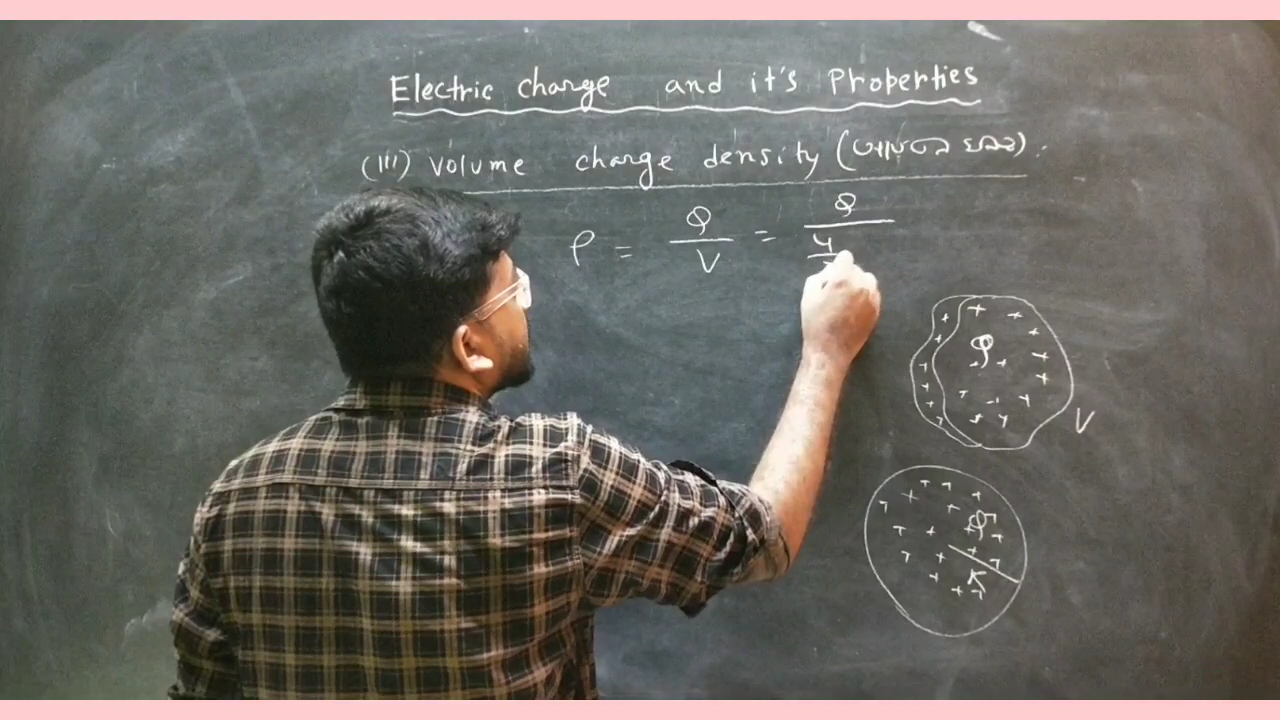 Electric charge and it's Properties
(III) Volume charge density
ρ = Q/V = Q/4
Q
V
Q